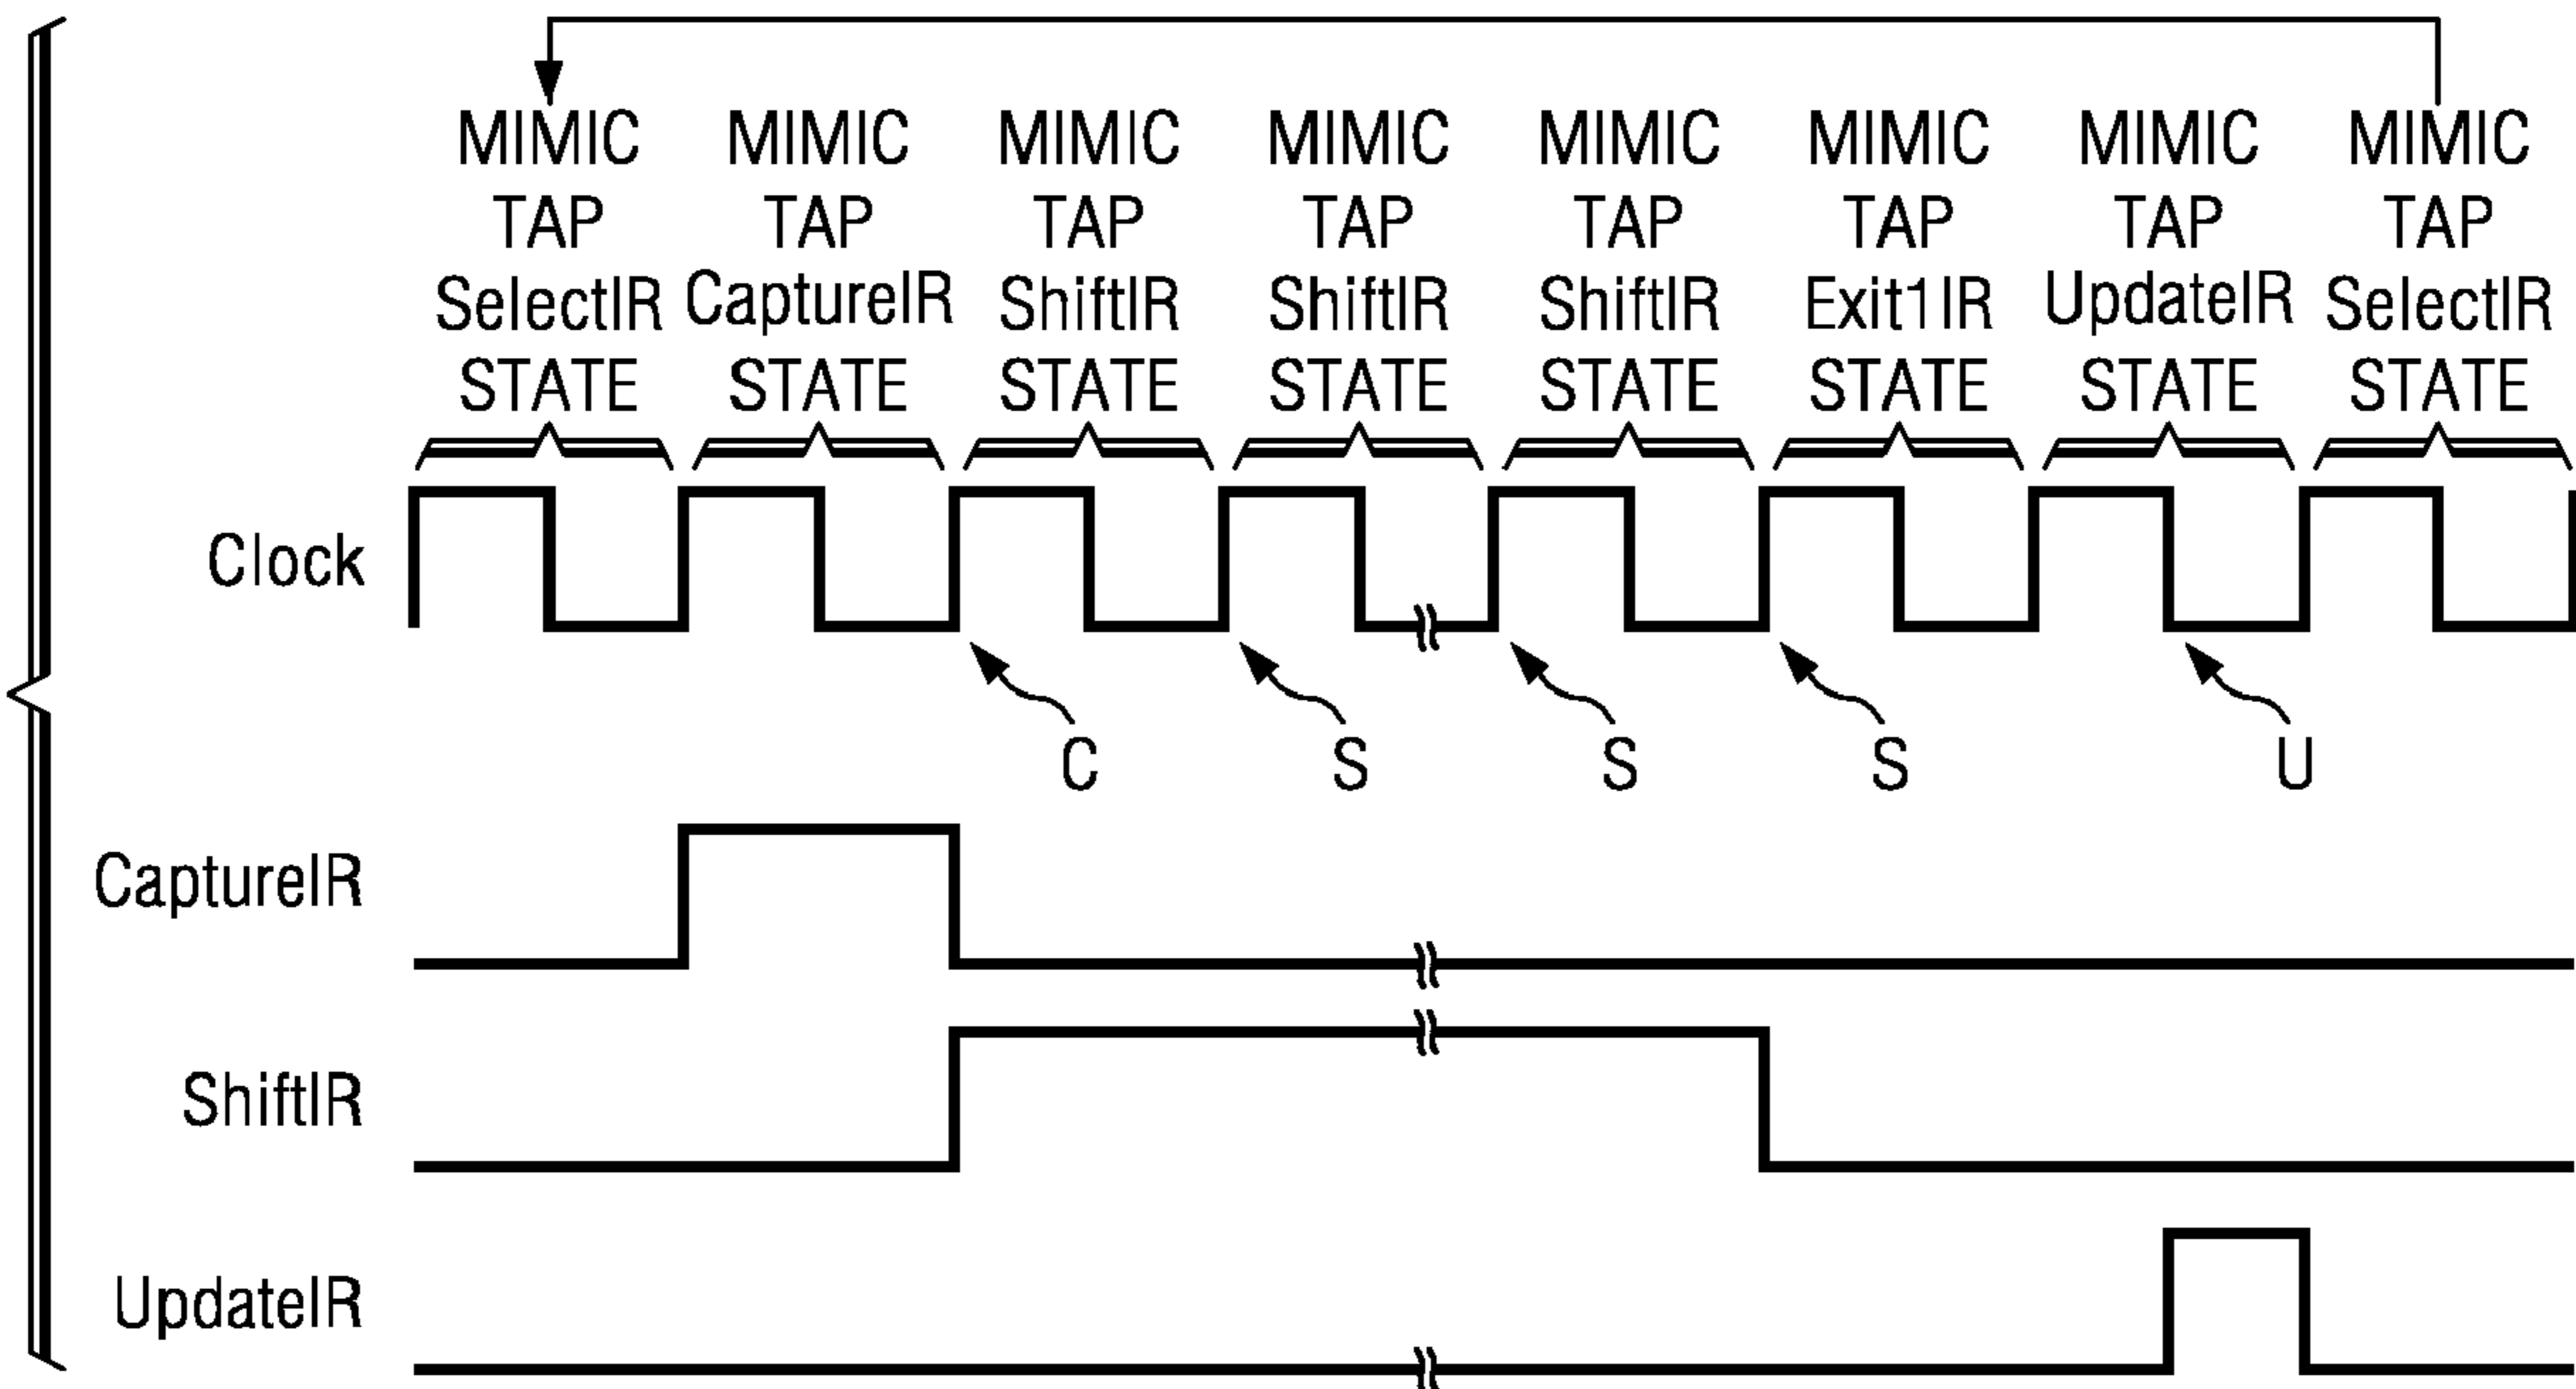 MIMIC MIMIC MIMIC MIMIC MIMIC MIMIC MIMIC MIMIC
TAP TAP TAP TAP TAP TAP TAP TAP
SelectIR CaptureIR ShiftIR ShiftIR ShiftIR Exit1IR UpdateIR SelectIR
STATE STATE STATE STATE STATE STATE STATE STATE
Clock
C S S S U
CaptureIR
ShiftIR
UpdateIR